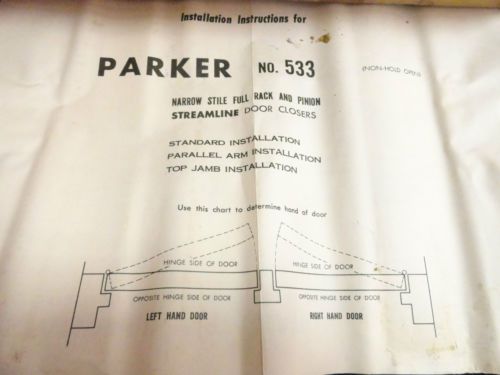 Installation Instructions for
PARKER NO. 533
(NON-HOLD OPEN)
NARROW STILE FULL RACK AND PINION
STREAMLINE DOOR CLOSERS
STANDARD INSTALLATION
PARALLEL ARM INSTALLATION
TOP JAMB INSTALLATION
Use this chart to determine hand of door
HINGE SIDE OF DOOR
HINGE SIDE OF DOOR
OPPOSITE HINGE SIDE OF DOOR
OPPOSITE HINGE SIDE OF DOOR
LEFT HAND DOOR
RIGHT HAND DOOR